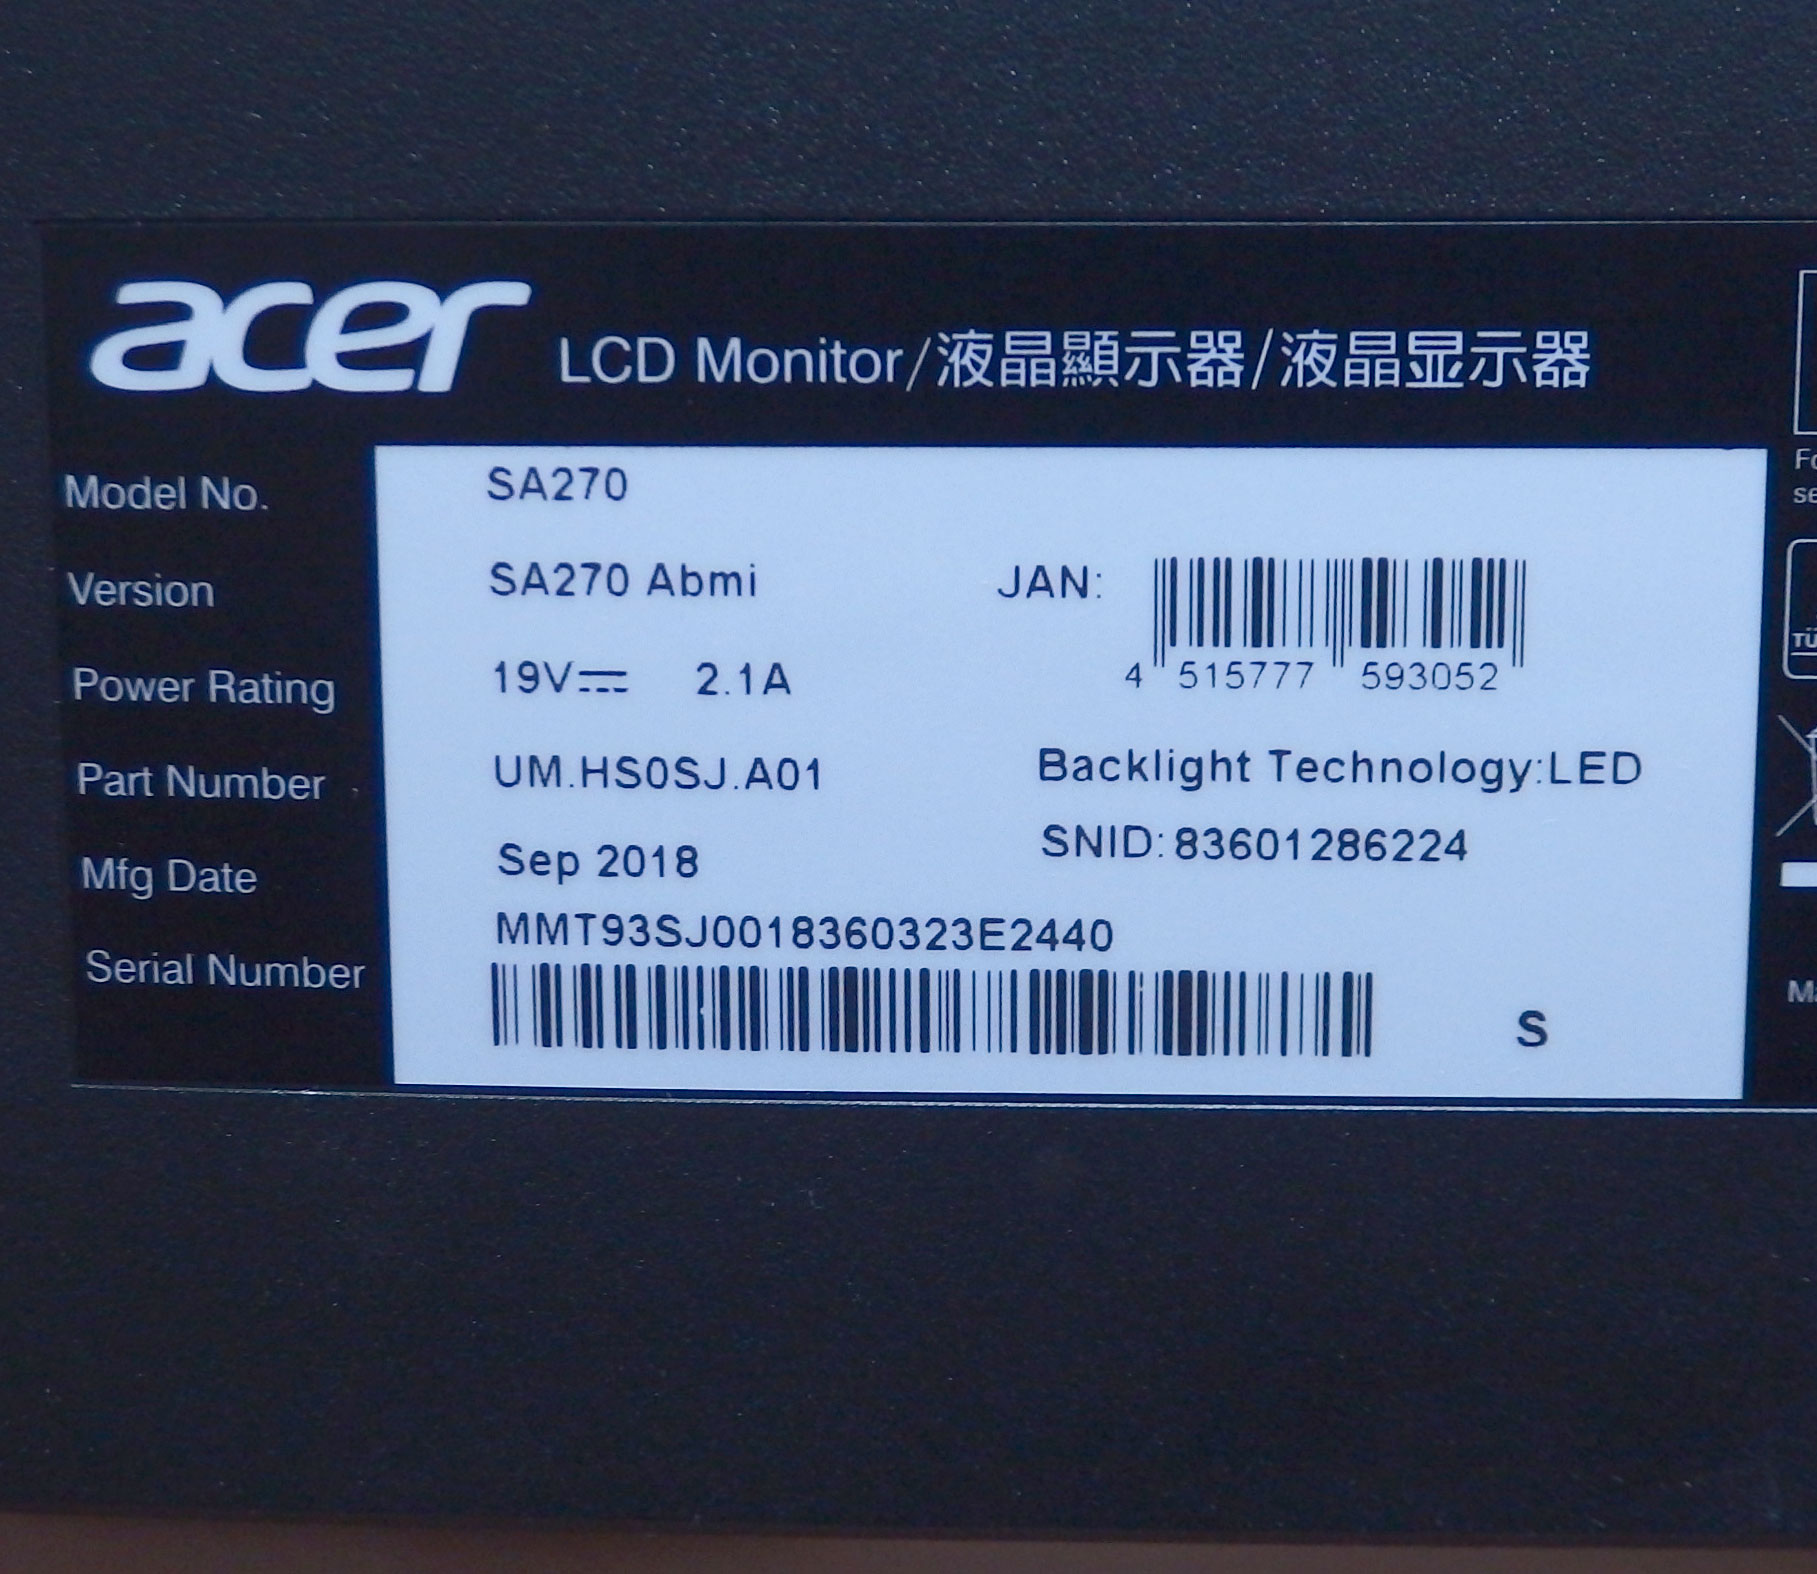 acer LCD Monitor/液晶顯示器/液晶显示器
Model No. SA270
Version SA270 Abmi JAN:
4 515777 593052
Power Rating 19V⎓ 2.1A
Part Number UM.HS0SJ.A01 Backlight Technology:LED
Mfg Date Sep 2018 SNID:83601286224
Serial Number MMT93SJ0018360323E2440
S